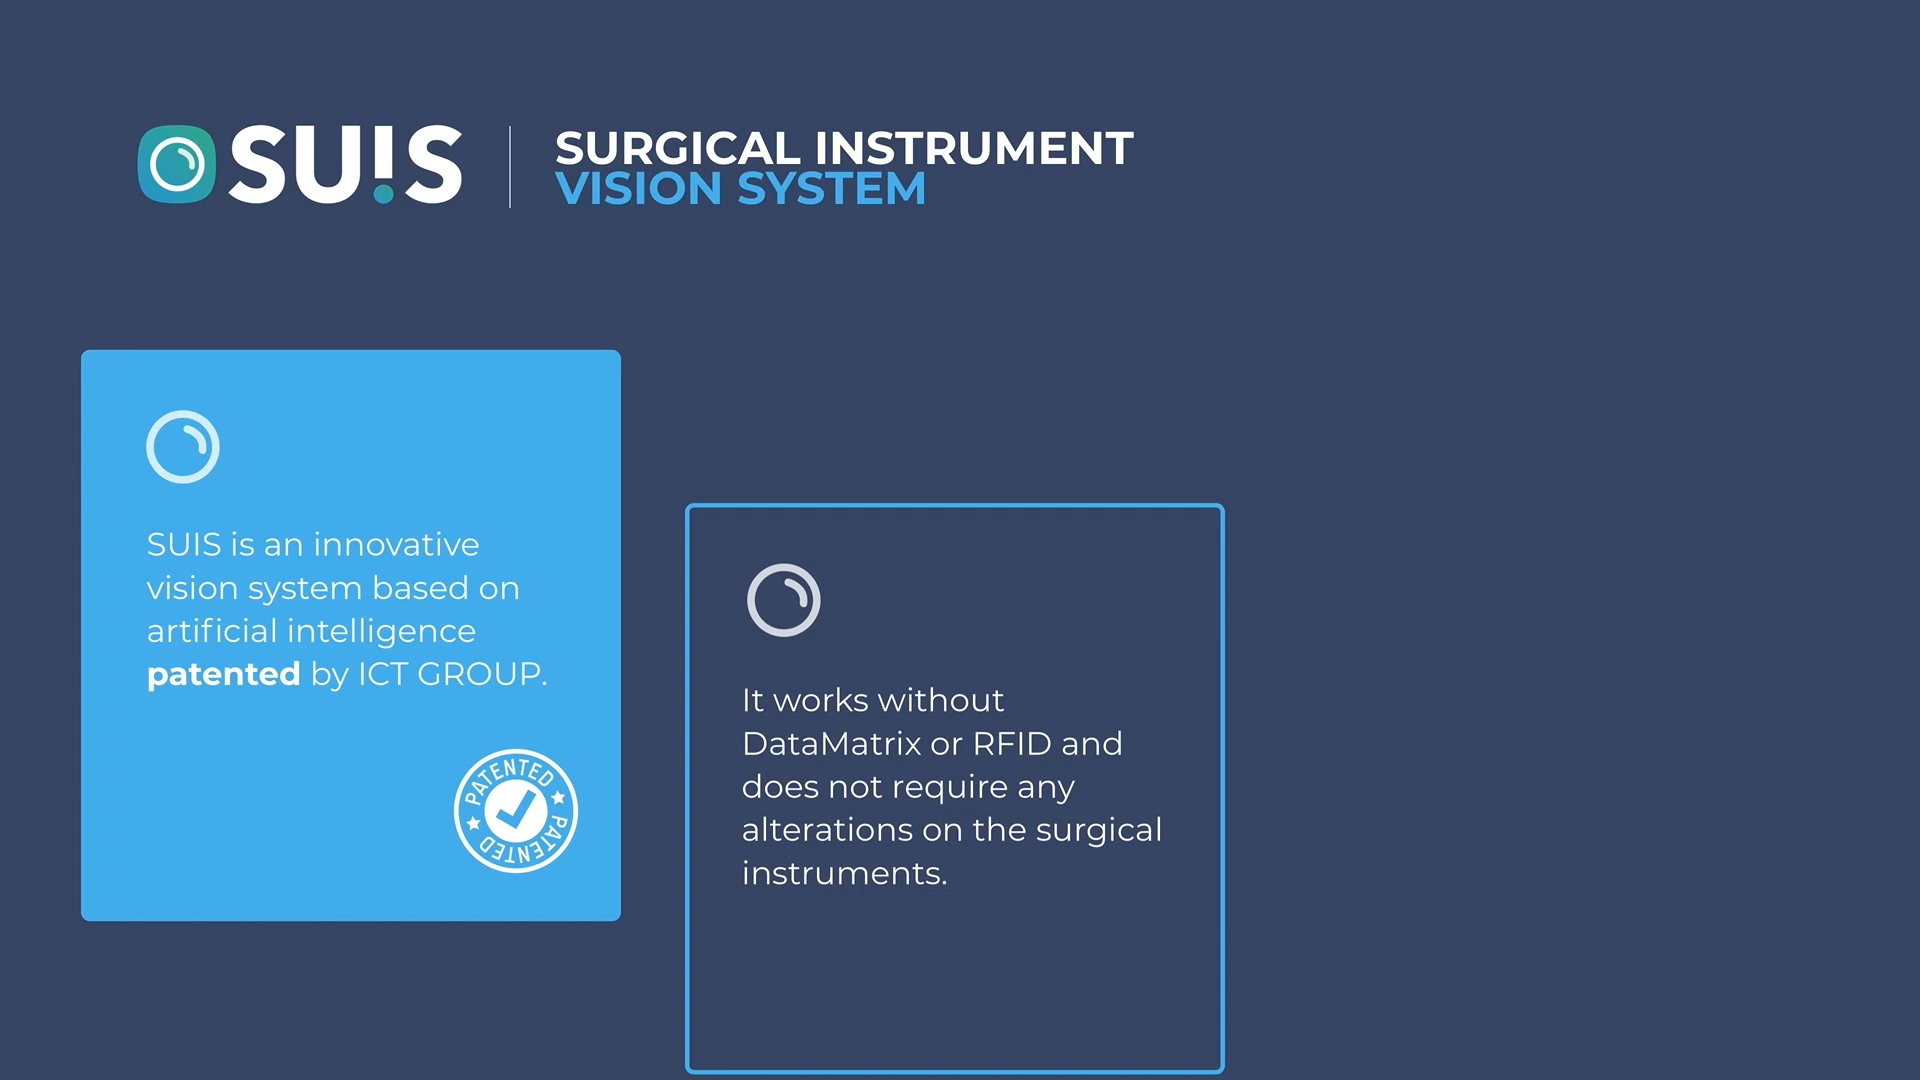 SUIS
SURGICAL INSTRUMENT
VISION SYSTEM
SUIS is an innovative
vision system based on
artificial intelligence
patented by ICT GROUP.
PATENTED
PATENTED
It works without
DataMatrix or RFID and
does not require any
alterations on the surgical
instruments.